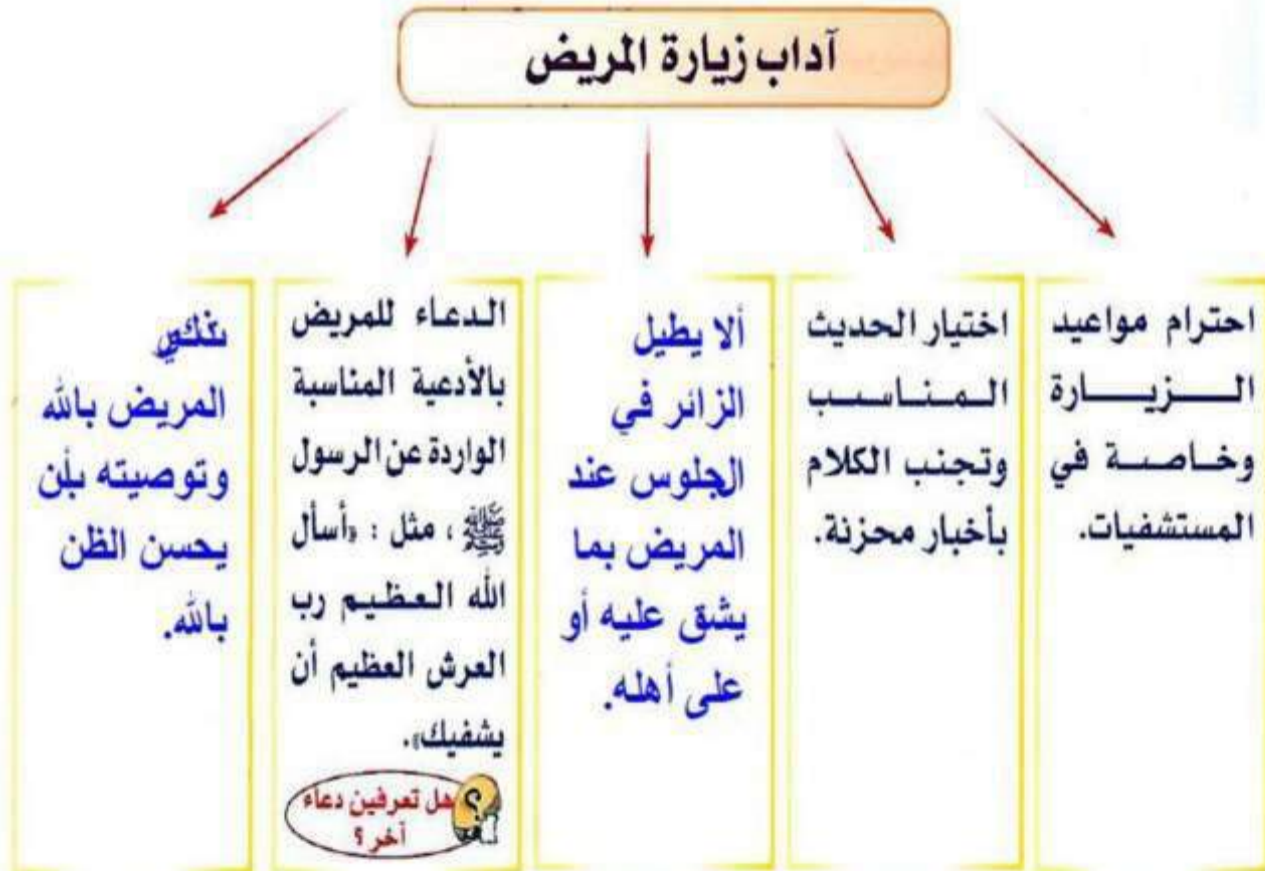 آداب زيارة المريض
احترام مواعيد
الزيارة
وخاصة في
المستشفيات.
اختيار الحديث
المناسب
وتجنب الكلام
بأخبار محزنة.
ألا يطيل
الزائر في
الجلوس عند
المريض بما
يشق عليه أو
على أهله.
الدعاء للمريض
بالأدعية المناسبة
الواردة عن الرسول
ﷺ، مثل: «أسأل
الله العظيم رب
العرش العظيم أن
يشفيك».
هل تعرفين دعاء
آخر؟
المريض بالله
وتوصيته بأن
يحسن الظن
بالله.